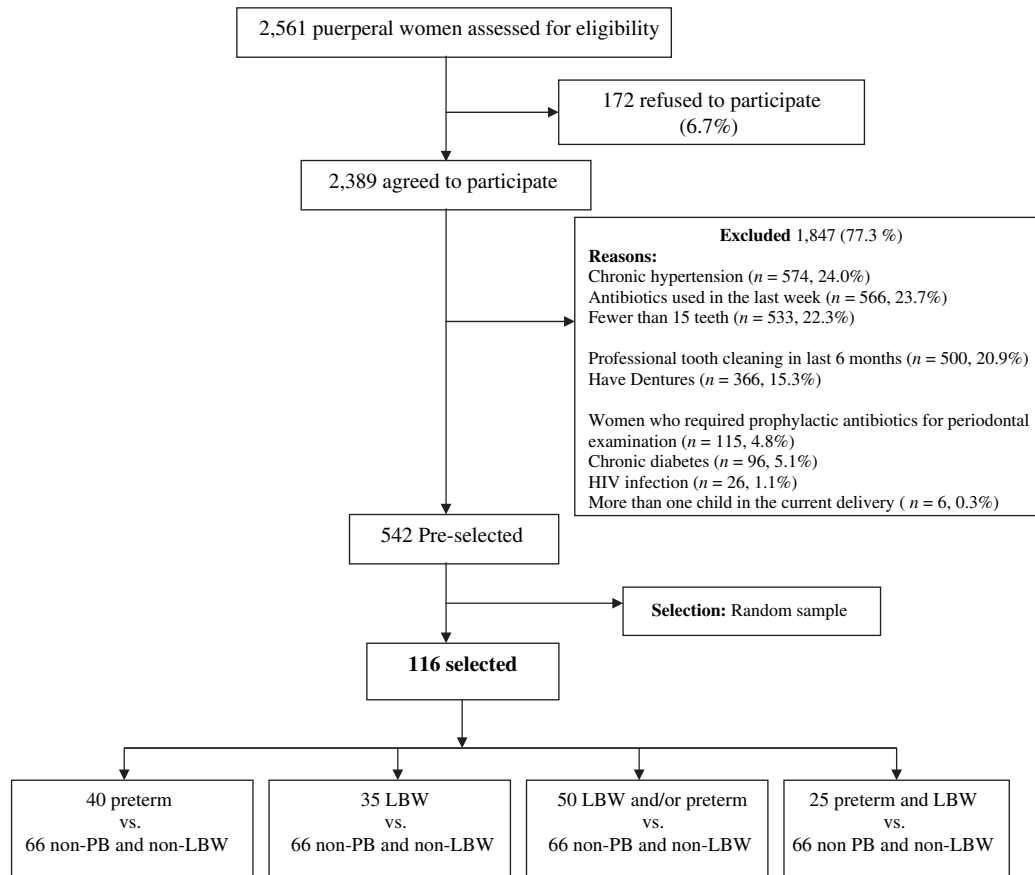 2,561 puerperal women assessed for eligibility
172 refused to participate
(6.7%)
2,389 agreed to participate
Excluded 1,847 (77.3 %)
Reasons:
Chronic hypertension (n = 574, 24.0%)
Antibiotics used in the last week (n = 566, 23.7%)
Fewer than 15 teeth (n = 533, 22.3%)
Professional tooth cleaning in last 6 months (n = 500, 20.9%)
Have Dentures (n = 366, 15.3%)
Women who required prophylactic antibiotics for periodontal
examination (n = 115, 4.8%)
Chronic diabetes (n = 96, 5.1%)
HIV infection (n = 26, 1.1%)
More than one child in the current delivery ( n = 6, 0.3%)
542 Pre-selected
Selection: Random sample
116 selected
40 preterm
vs.
66 non-PB and non-LBW
35 LBW
vs.
66 non-PB and non-LBW
50 LBW and/or preterm
vs.
66 non-PB and non-LBW
25 preterm and LBW
vs.
66 non PB and non-LBW